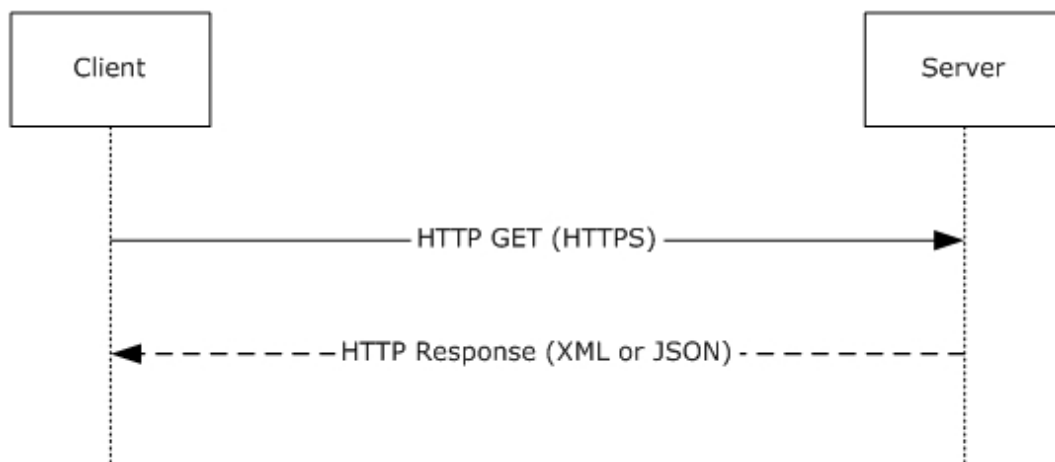 Client
Server
HTTP GET (HTTPS)
HTTP Response (XML or JSON)